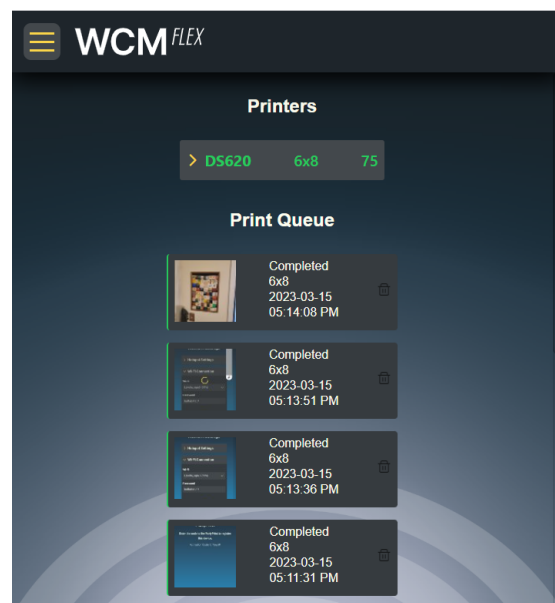 WCM FLEX
Printers
DS620 6x8 75
Print Queue
Completed
6x8
2023-03-15
05:14:08 PM
Completed
6x8
2023-03-15
05:13:51 PM
Completed
6x8
2023-03-15
05:13:36 PM
Completed
6x8
2023-03-15
05:11:31 PM